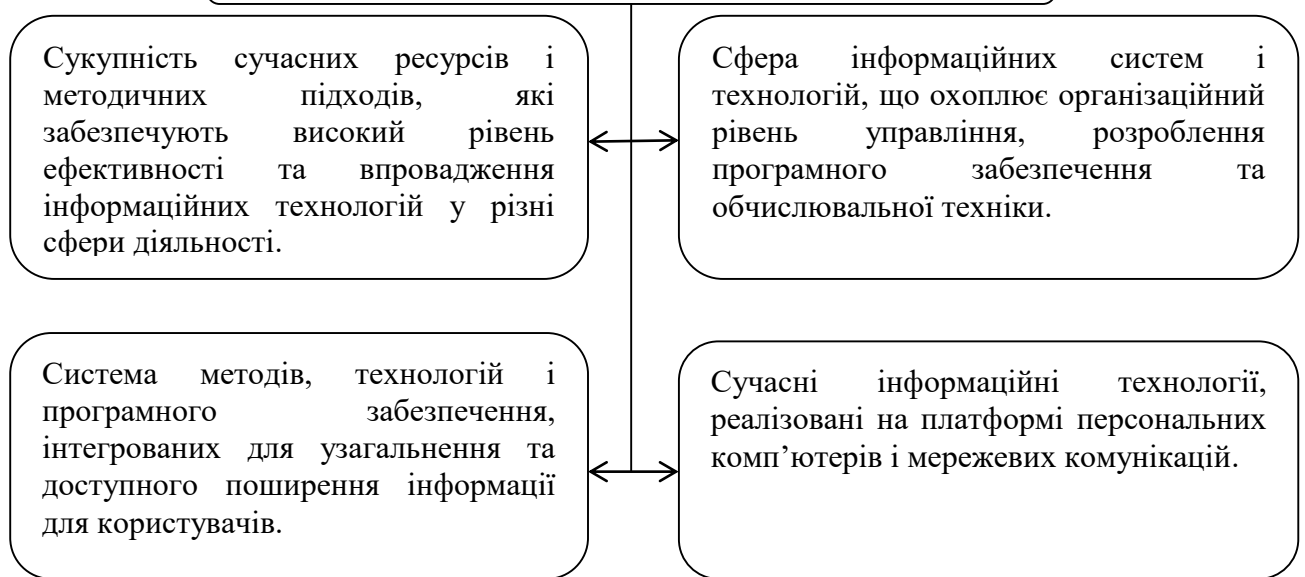 Сукупність сучасних ресурсів і
методичних підходів, які
забезпечують високий рівень
ефективності та впровадження
інформаційних технологій у різні
сфери діяльності.
Сфера інформаційних систем і
технологій, що охоплює організаційний
рівень управління, розроблення
програмного забезпечення та
обчислювальної техніки.
Система методів, технологій і
програмного забезпечення,
інтегрованих для узагальнення та
доступного поширення інформації
для користувачів.
Сучасні інформаційні технології,
реалізовані на платформі персональних
комп’ютерів і мережевих комунікацій.